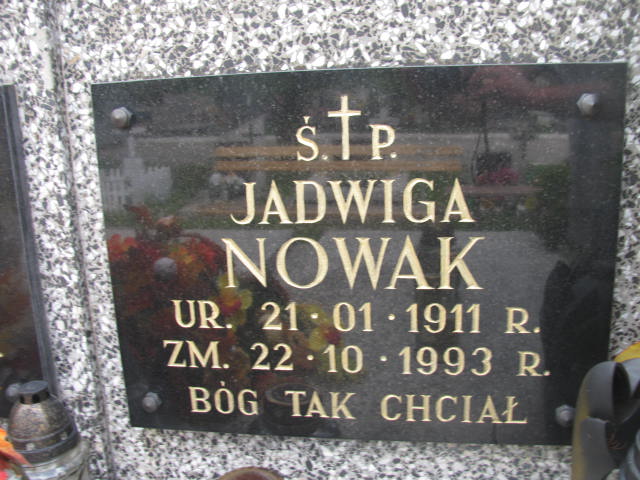 Ś. P.
JADWIGA
NOWAK
UR. 21·01·1911 R.
ZM. 22·10·1993 R.
BÓG TAK CHCIAŁ